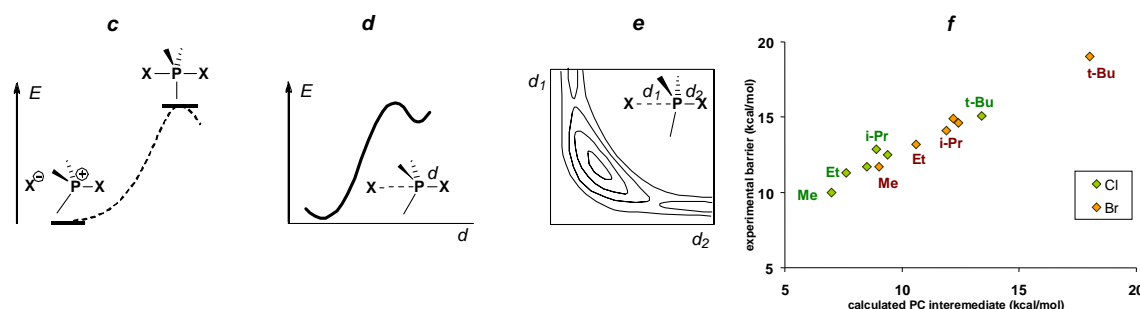 c
E
X⊖
P⊕
X
X
P
X
d
E
X
P
X
d
d
e
d1
X
d1
P
d2
X
d2
f
experimental barrier (kcal/mol)
20
15
10
5
t-Bu
t-Bu
i-Pr
i-Pr
Et
Et
Me
Me
Cl
Br
5
10
15
20
calculated PC interemediate (kcal/mol)